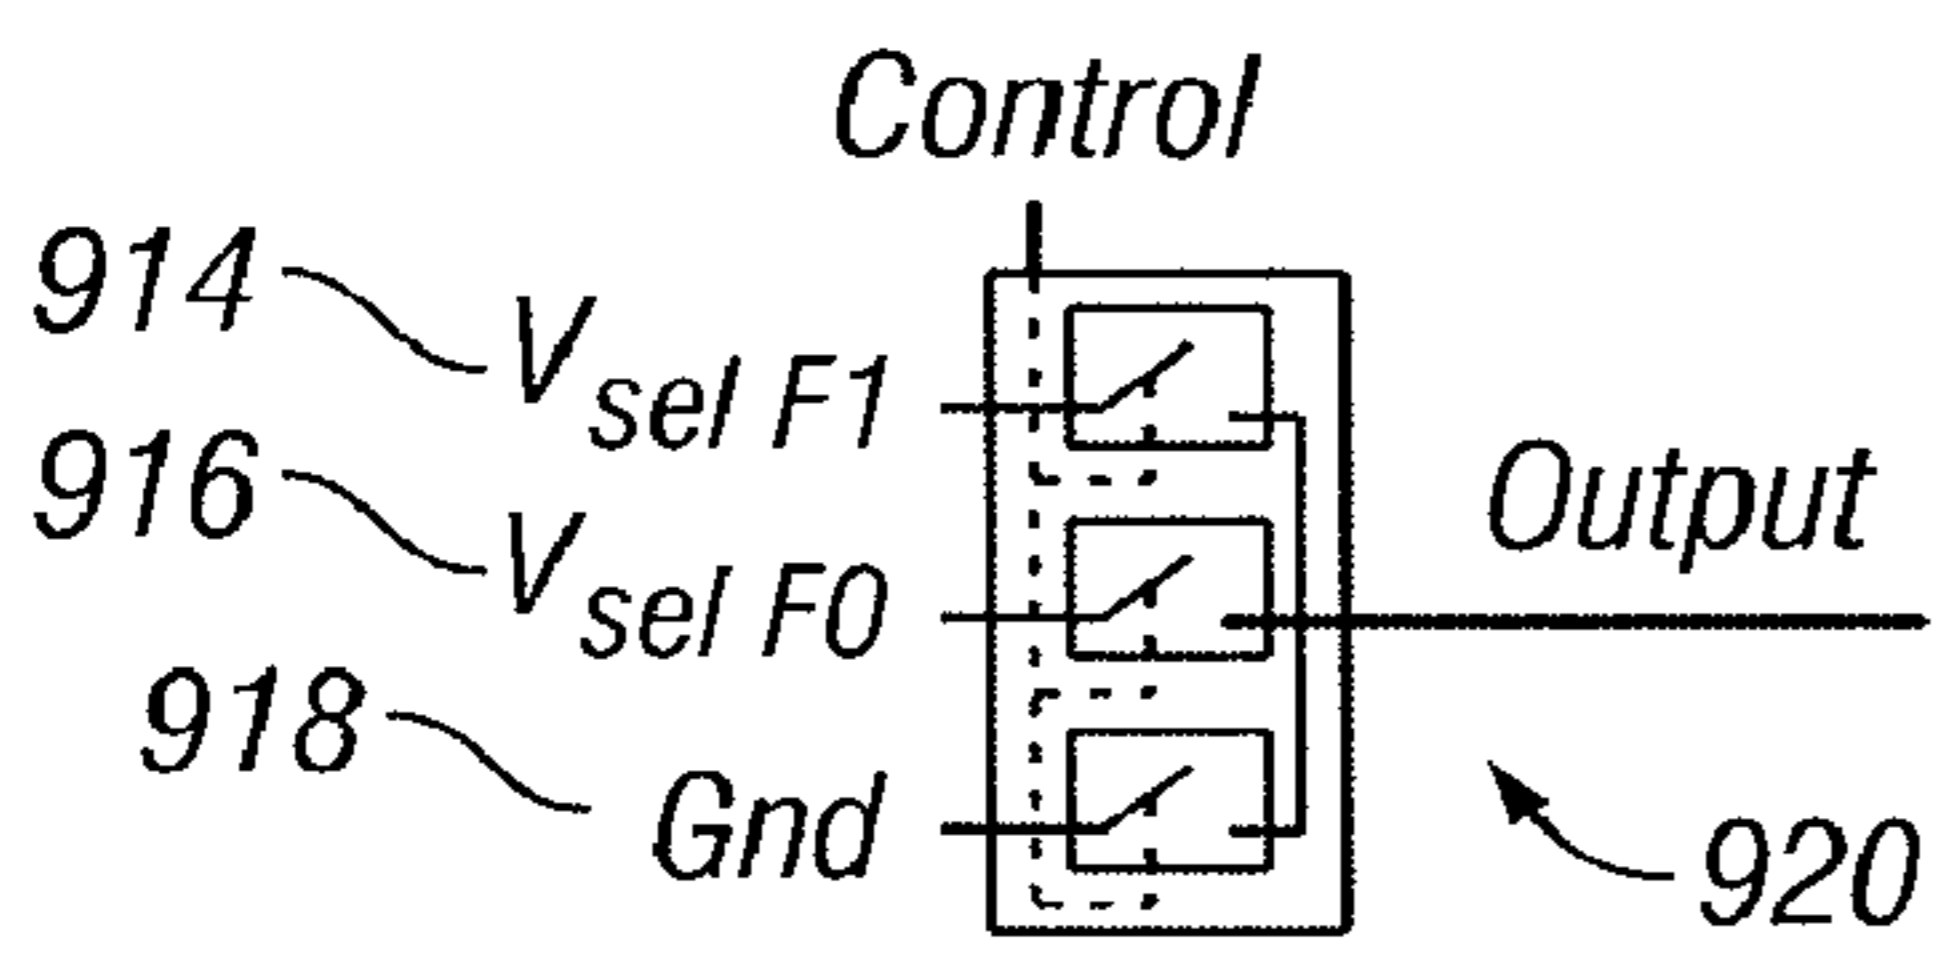 Control
914
V sel F1
916
V sel F0
Output
918
Gnd
920